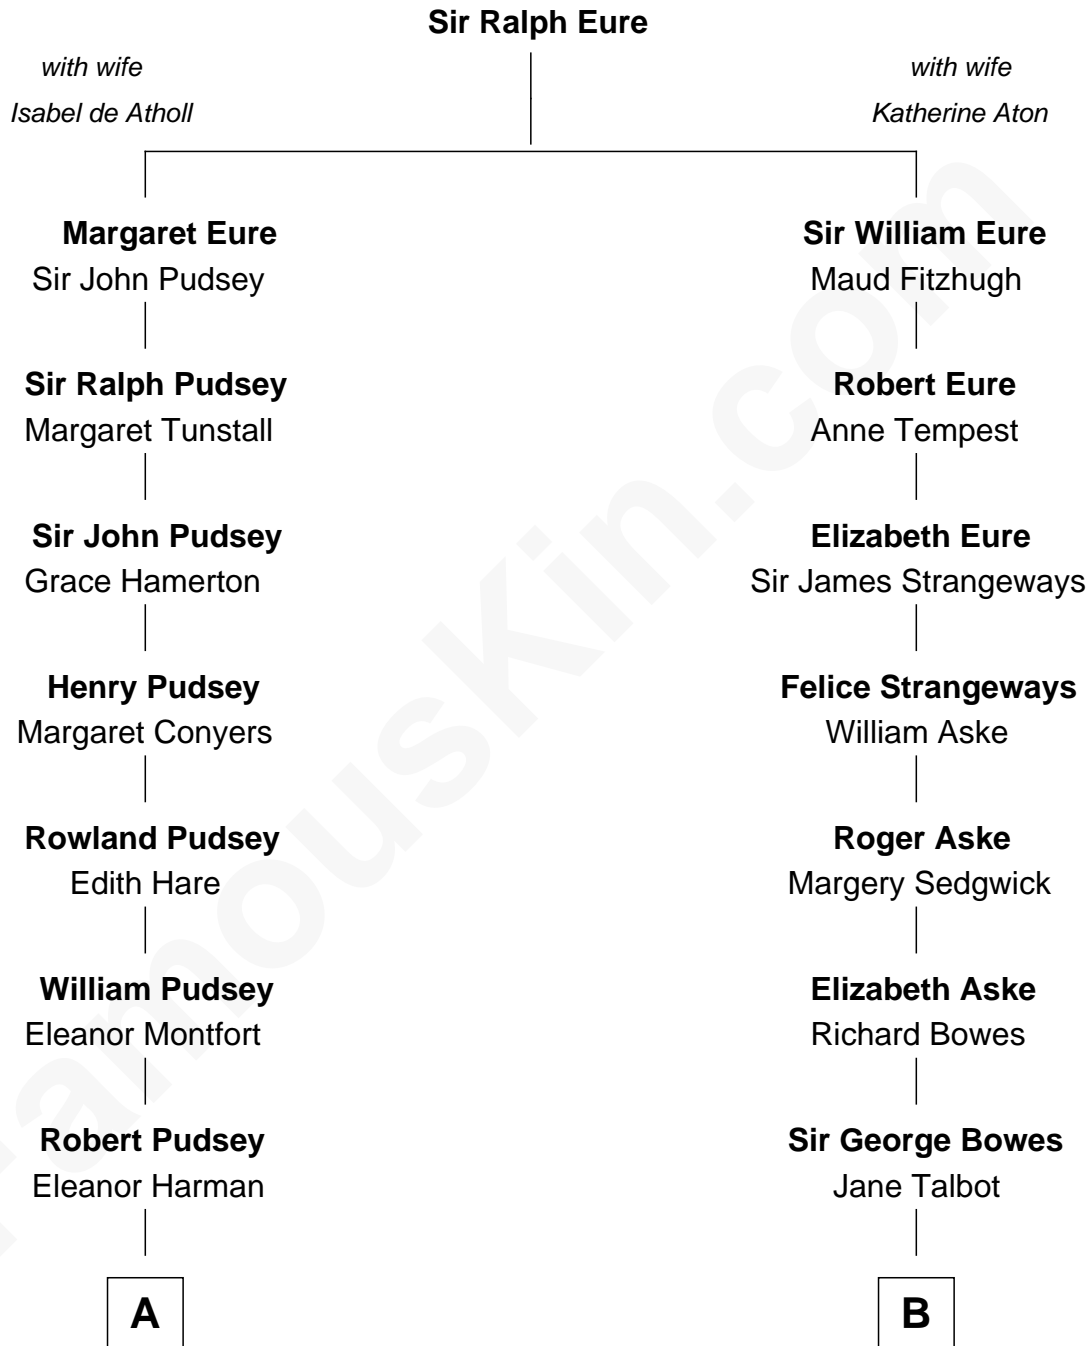 Sir Ralph Eure
with wife
Isabel de Atholl
with wife
Katherine Aton
Margaret Eure
Sir John Pudsey
Sir William Eure
Maud Fitzhugh
Sir Ralph Pudsey
Margaret Tunstall
Robert Eure
Anne Tempest
Sir John Pudsey
Grace Hamerton
Elizabeth Eure
Sir James Strangeways
Henry Pudsey
Margaret Conyers
Felice Strangeways
William Aske
Rowland Pudsey
Edith Hare
Roger Aske
Margery Sedgwick
William Pudsey
Eleanor Montfort
Elizabeth Aske
Richard Bowes
Robert Pudsey
Eleanor Harman
Sir George Bowes
Jane Talbot
A
B
FamousKin.com